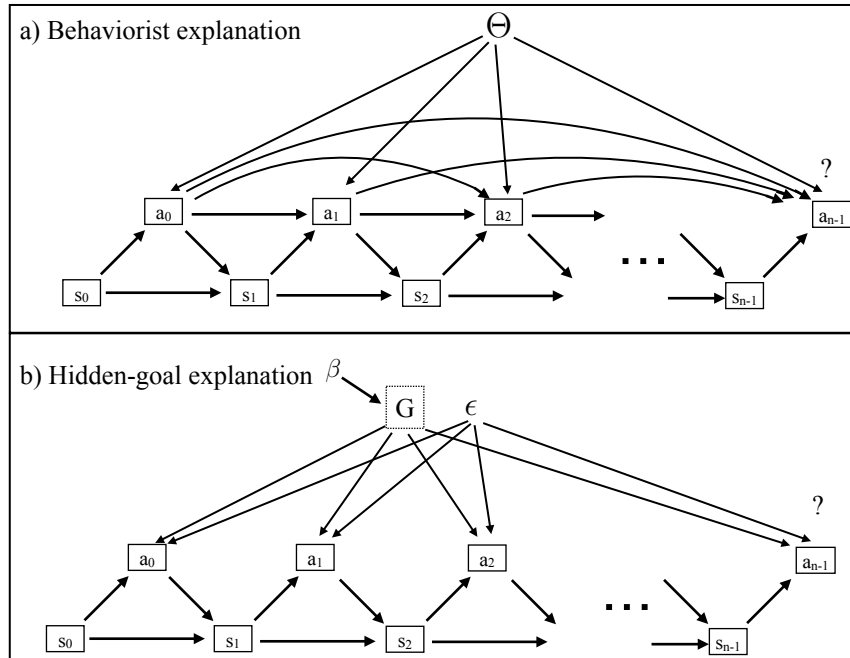 a) Behaviorist explanation
Θ
?
a₀ a₁ a₂ aₙ₋₁
...
s₀ s₁ s₂ sₙ₋₁
b) Hidden-goal explanation β
G ϵ
?
a₀ a₁ a₂ aₙ₋₁
...
s₀ s₁ s₂ sₙ₋₁